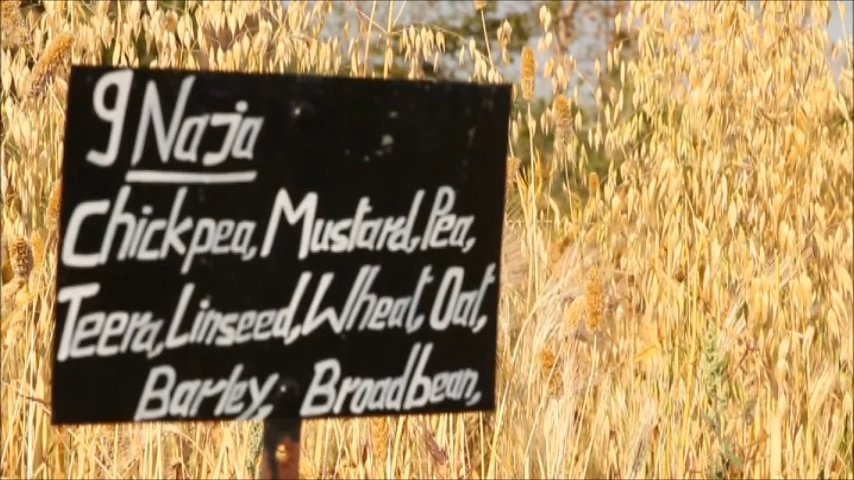 9 Naja
Chickpea, Mustard, Pea,
Teera, Linseed, Wheat, Oat,
Barley, Broadbean,